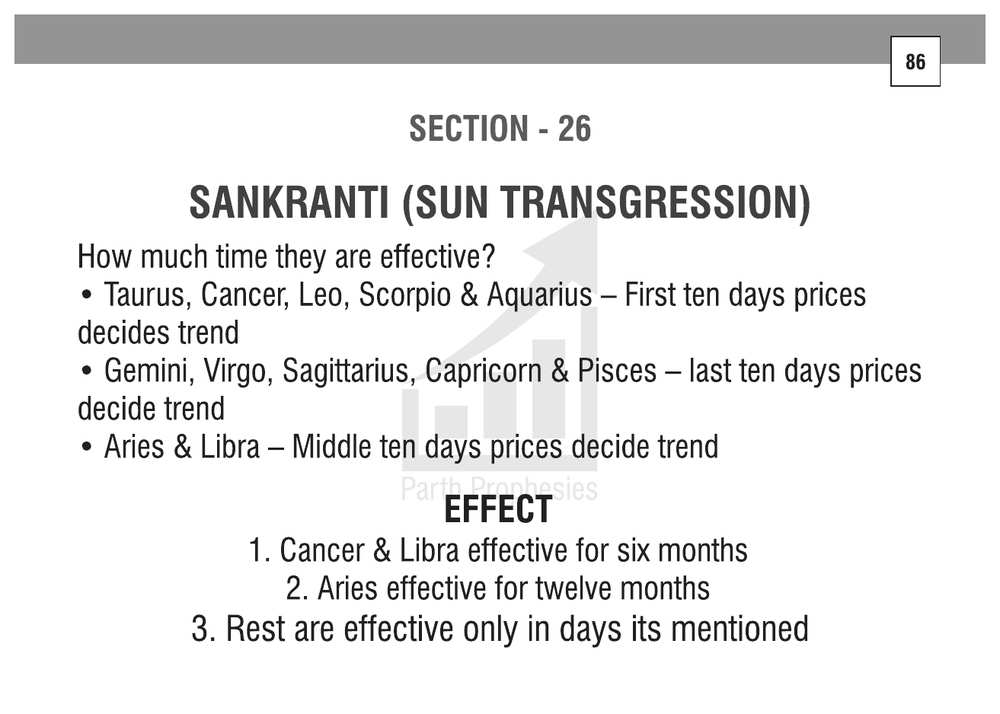 86
SECTION - 26
SANKRANTI (SUN TRANSGRESSION)
How much time they are effective?
• Taurus, Cancer, Leo, Scorpio & Aquarius – First ten days prices
decides trend
• Gemini, Virgo, Sagittarius, Capricorn & Pisces – last ten days prices
decide trend
• Aries & Libra – Middle ten days prices decide trend
Parth Prophesies
EFFECT
1. Cancer & Libra effective for six months
2. Aries effective for twelve months
3. Rest are effective only in days its mentioned